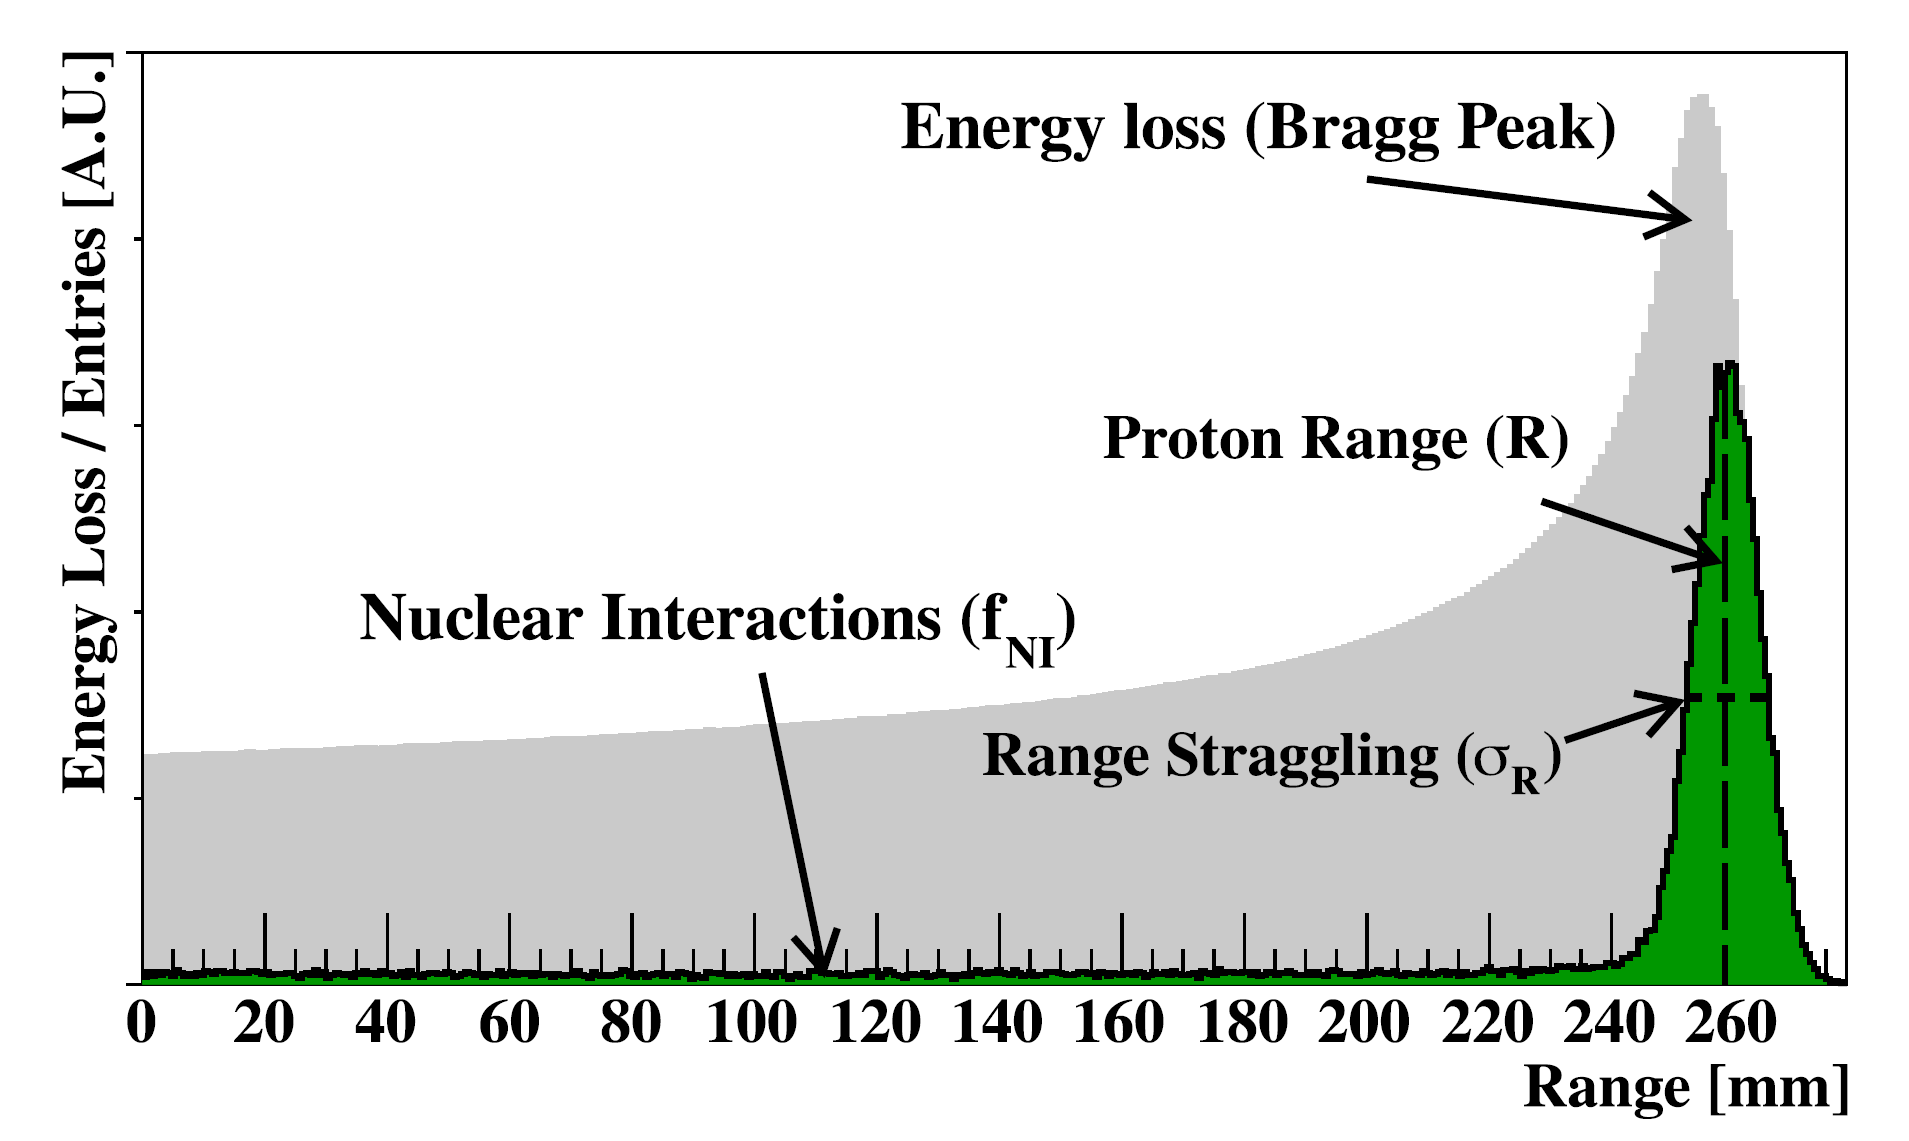 Energy Loss / Entries [A.U.]
Energy loss (Bragg Peak)
Proton Range (R)
Nuclear Interactions (f_NI)
Range Straggling (σ_R)
0 20 40 60 80 100 120 140 160 180 200 220 240 260
Range [mm]